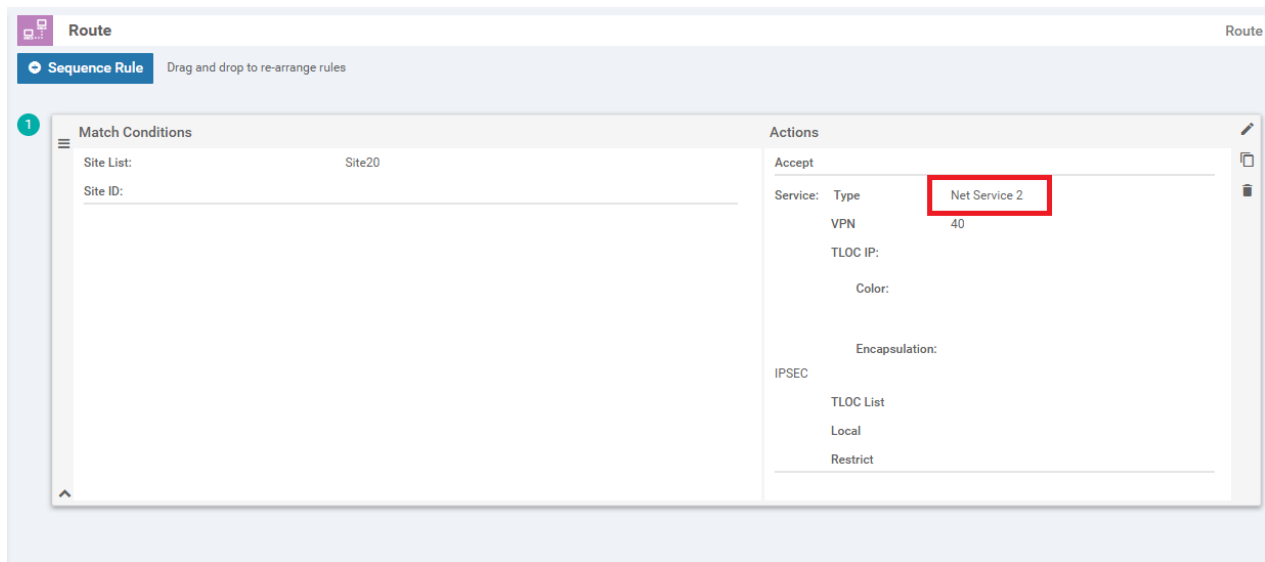 Route Route
Sequence Rule Drag and drop to re-arrange rules
1
Match Conditions Actions
Site List: Site20 Accept
Site ID:
Service: Type Net Service 2
VPN 40
TLOC IP:
Color:
Encapsulation:
IPSEC
TLOC List
Local
Restrict